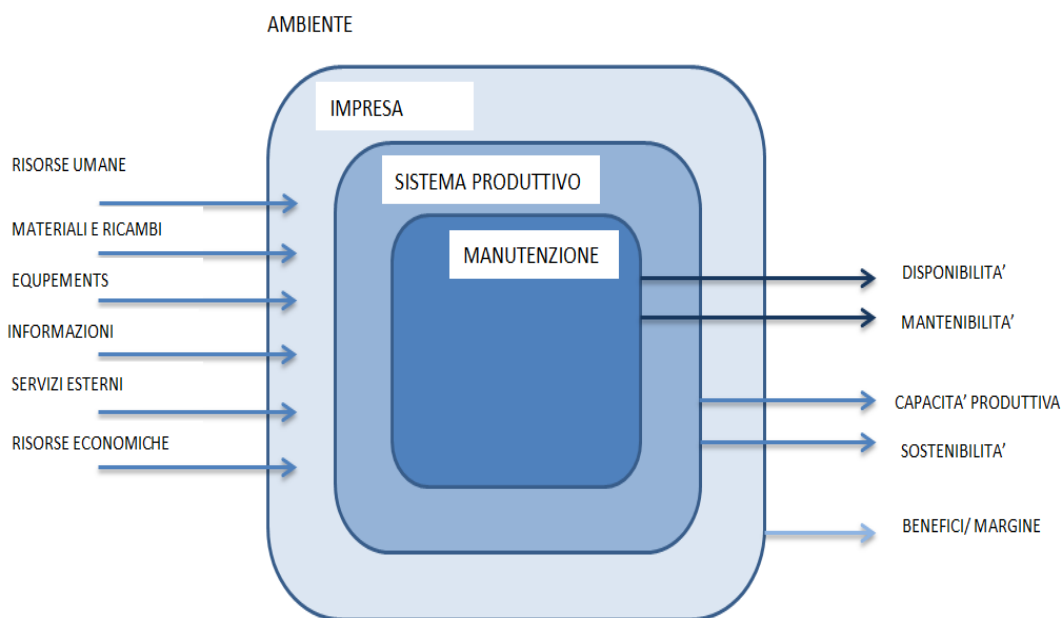 AMBIENTE
IMPRESA
RISORSE UMANE
SISTEMA PRODUTTIVO
MATERIALI E RICAMBI
MANUTENZIONE
EQUPEMENTS
DISPONIBILITA’
INFORMAZIONI
MANTENIBILITA’
SERVIZI ESTERNI
CAPACITA’ PRODUTTIVA
RISORSE ECONOMICHE
SOSTENIBILITA’
BENEFICI/ MARGINE